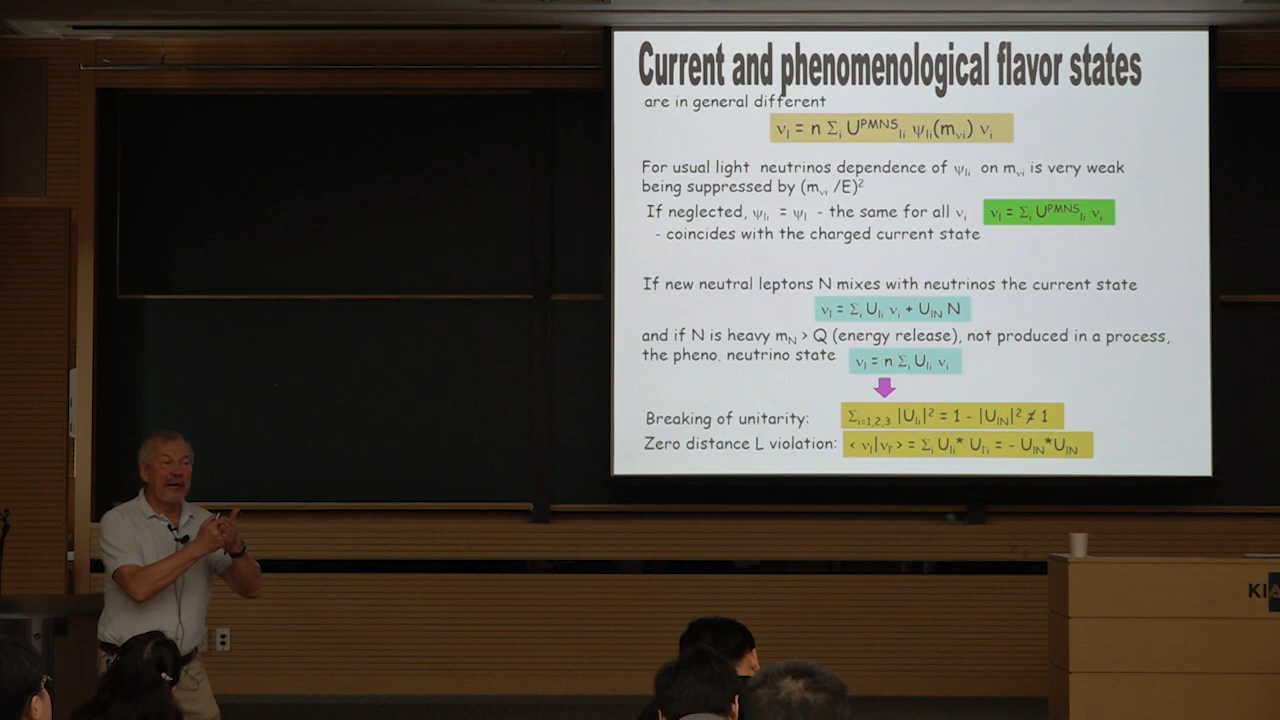 Current and phenomenological flavor states
are in general different
νl = n Σi U^PMNS li ψli(mνi) νi
For usual light neutrinos dependence of ψli on mνi is very weak
being suppressed by (mνi /E)²
If neglected, ψli = ψl - the same for all νi   νl = Σi U^PMNS li νi
- coincides with the charged current state
If new neutral leptons N mixes with neutrinos the current state
νl = Σi Uli νi + UlN N
and if N is heavy mN > Q (energy release), not produced in a process,
the pheno. neutrino state   νl = n Σi Uli νi
Breaking of unitarity:   Σi=1,2,3 |Uli|² = 1 - |UlN|² ≠ 1
Zero distance L violation:   < νl|νl' > = Σi Uli* Ul'i = - UlN*UlN